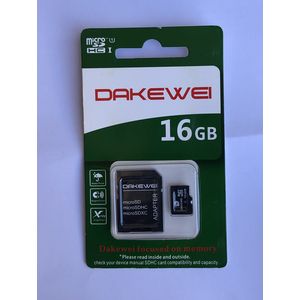 micro
SD
HC I
U1
DAKEWEI
16GB
DAKEWEI
microSD
microSDHC
microSDXC
ADAPTER
Dakewei focused on memory
*Please read inside and outside.
check your device manual SDHC card compatibility and capacity